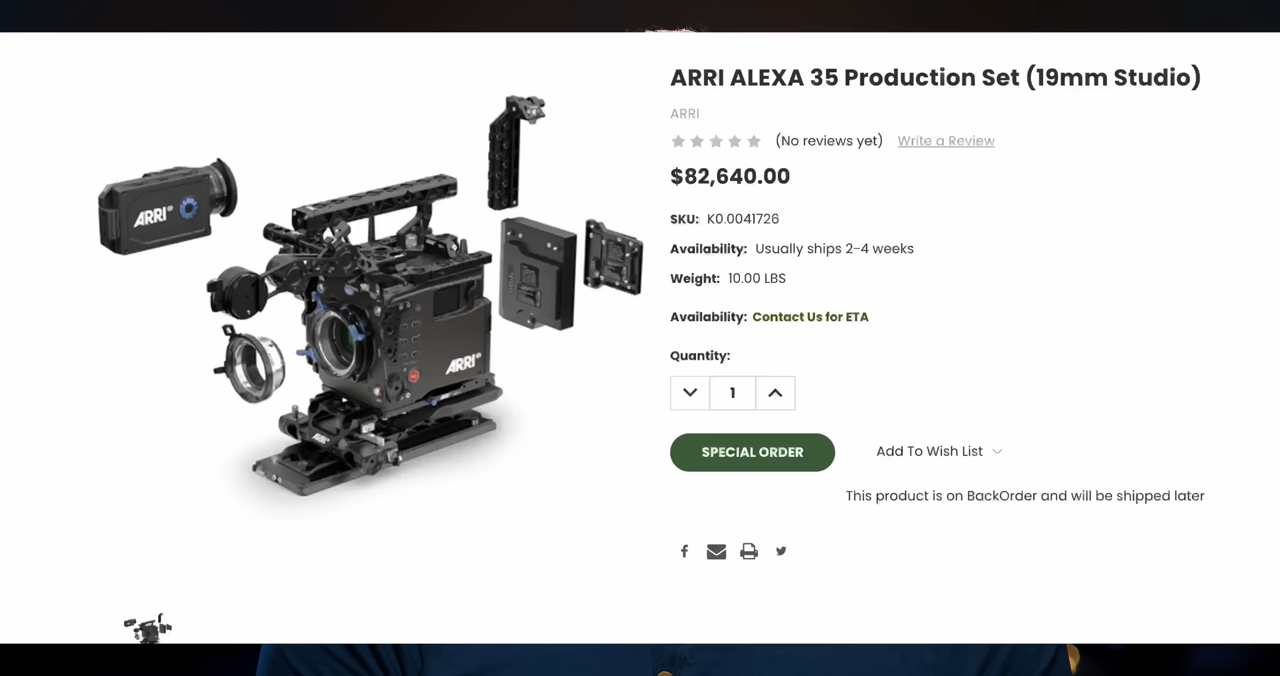 ARRI ALEXA 35 Production Set (19mm Studio)
ARRI
(No reviews yet) Write a Review
$82,640.00
SKU: K0.0041726
Availability: Usually ships 2-4 weeks
Weight: 10.00 LBS
Availability: Contact Us for ETA
Quantity:
1
SPECIAL ORDER
Add To Wish List
This product is on BackOrder and will be shipped later
ARRI
ARRI
ARRI